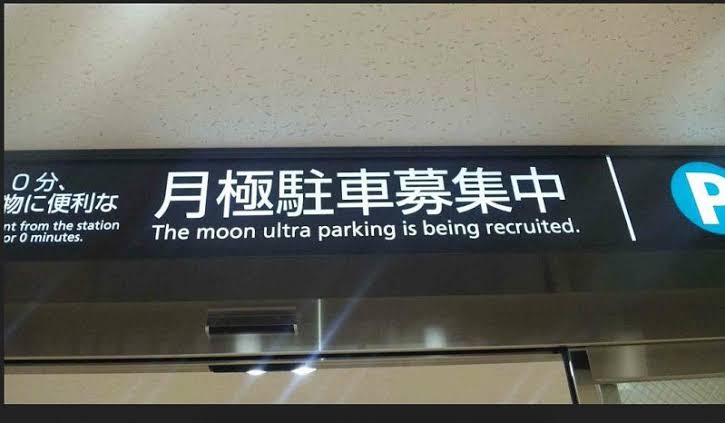 0分、
物に便利な
nt from the station
or 0 minutes.
月極駐車募集中
The moon ultra parking is being recruited.
P